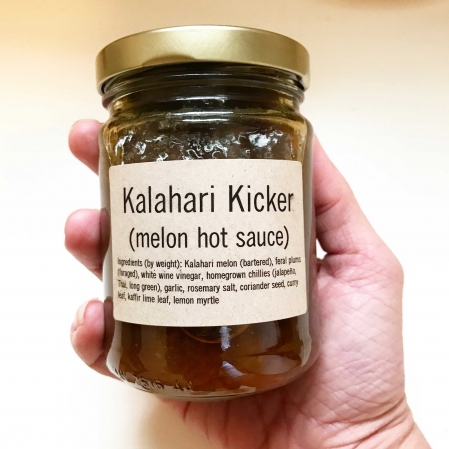 Kalahari Kicker
(melon hot sauce)
Ingredients (by weight): Kalahari melon (bartered), feral plums
(foraged), white wine vinegar, homegrown chillies (jalapeño,
Thai, long green), garlic, rosemary salt, coriander seed, curry
leaf, kaffir lime leaf, lemon myrtle